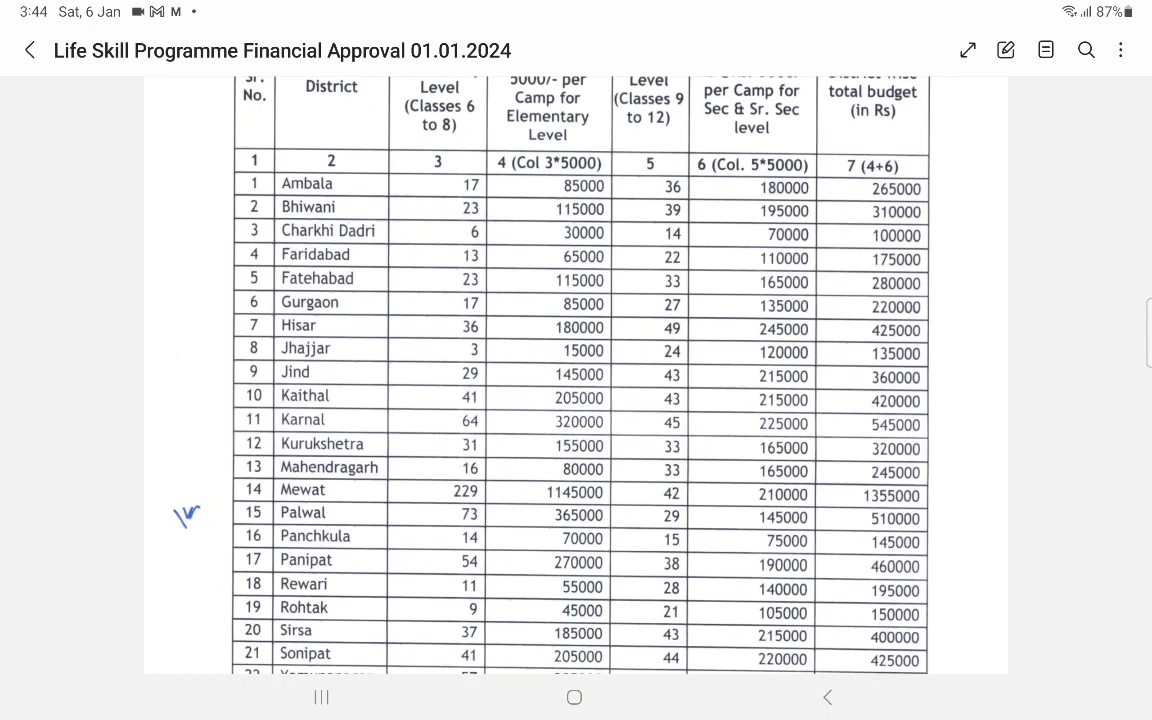 3:44 Sat, 6 Jan M •
87%
Life Skill Programme Financial Approval 01.01.2024
Sr. No. District Level (Classes 6 to 8) 5000/- per Camp for Elementary Level Level (Classes 9 to 12) per Camp for Sec & Sr. Sec level total budget (in Rs)
1 2 3 4 (Col 3*5000) 5 6 (Col. 5*5000) 7 (4+6)
1 Ambala 17 85000 36 180000 265000
2 Bhiwani 23 115000 39 195000 310000
3 Charkhi Dadri 6 30000 14 70000 100000
4 Faridabad 13 65000 22 110000 175000
5 Fatehabad 23 115000 33 165000 280000
6 Gurgaon 17 85000 27 135000 220000
7 Hisar 36 180000 49 245000 425000
8 Jhajjar 3 15000 24 120000 135000
9 Jind 29 145000 43 215000 360000
10 Kaithal 41 205000 43 215000 420000
11 Karnal 64 320000 45 225000 545000
12 Kurukshetra 31 155000 33 165000 320000
13 Mahendragarh 16 80000 33 165000 245000
14 Mewat 229 1145000 42 210000 1355000
15 Palwal 73 365000 29 145000 510000
16 Panchkula 14 70000 15 75000 145000
17 Panipat 54 270000 38 190000 460000
18 Rewari 11 55000 28 140000 195000
19 Rohtak 9 45000 21 105000 150000
20 Sirsa 37 185000 43 215000 400000
21 Sonipat 41 205000 44 220000 425000